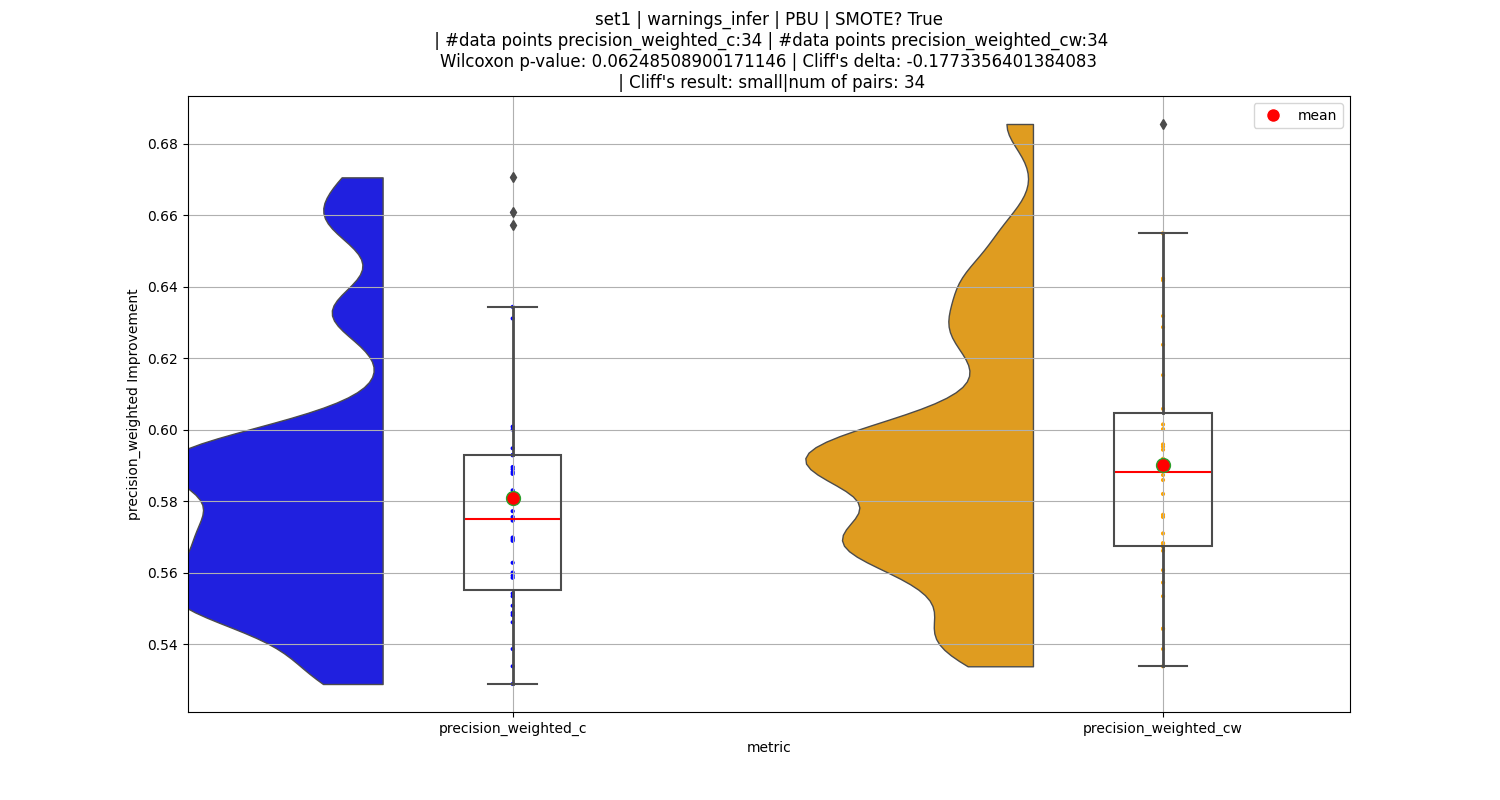 set1 | warnings_infer | PBU | SMOTE? True
| #data points precision_weighted_c:34 | #data points precision_weighted_cw:34
Wilcoxon p-value: 0.06248508900171146 | Cliff's delta: -0.1773356401384083
| Cliff's result: small|num of pairs: 34
mean
0.68
0.66
0.64
0.62
0.60
0.58
0.56
0.54
precision_weighted Improvement
precision_weighted_c
precision_weighted_cw
metric